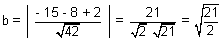 b = | (-15 - 8 + 2) / √42 | = 21 / (√2 √21) = √(21/2)